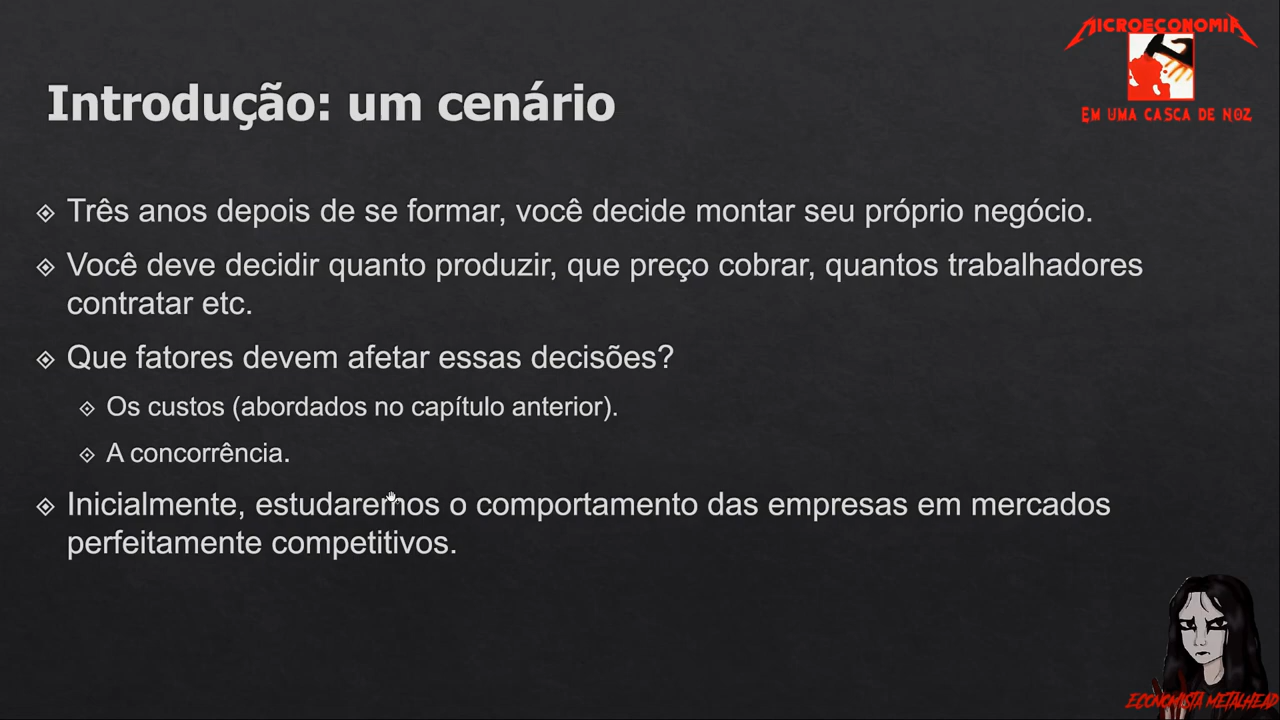 MICROECONOMIA
EM UMA CASCA DE NOZ
Introdução: um cenário
Três anos depois de se formar, você decide montar seu próprio negócio.
Você deve decidir quanto produzir, que preço cobrar, quantos trabalhadores
contratar etc.
Que fatores devem afetar essas decisões?
Os custos (abordados no capítulo anterior).
A concorrência.
Inicialmente, estudaremos o comportamento das empresas em mercados
perfeitamente competitivos.
ECONOMISTA METALHEAD